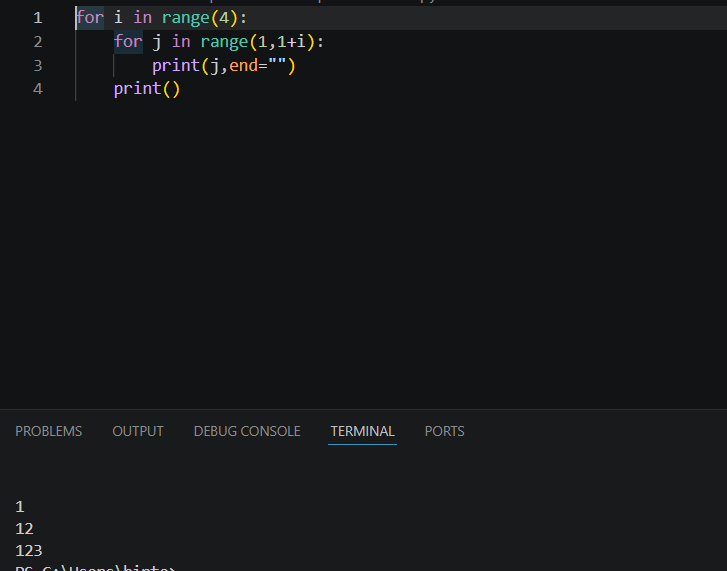 1 for i in range(4):
2     for j in range(1,1+i):
3         print(j,end="")
4     print()
PROBLEMS OUTPUT DEBUG CONSOLE TERMINAL PORTS
1
12
123